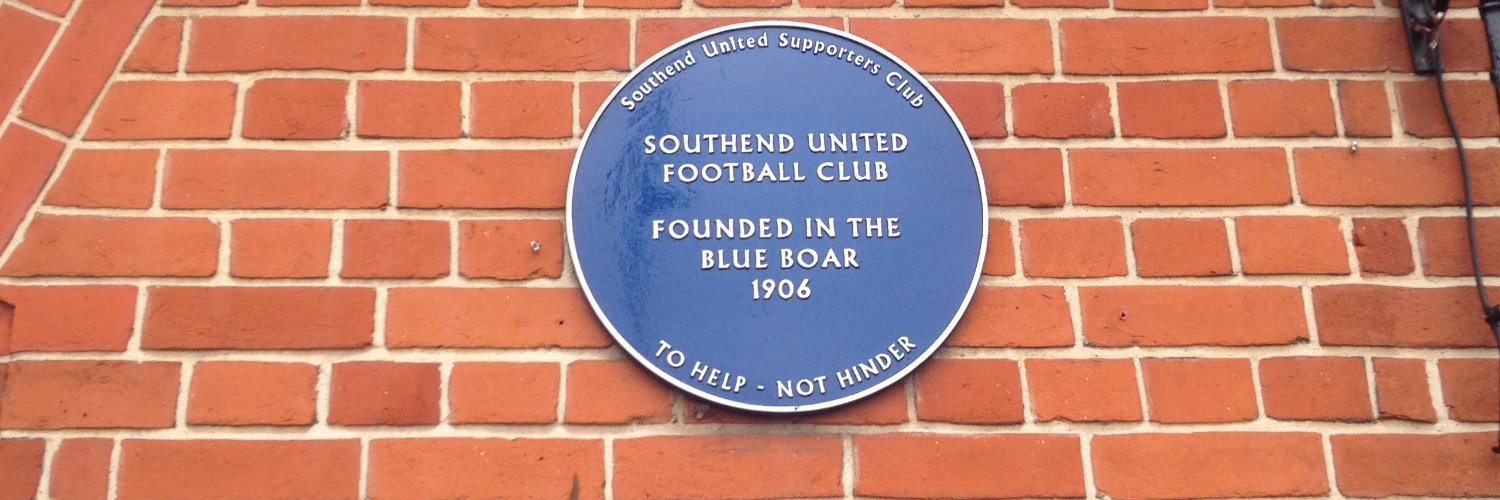 Southend United Supporters Club
SOUTHEND UNITED
FOOTBALL CLUB
FOUNDED IN THE
BLUE BOAR
1906
TO HELP - NOT HINDER